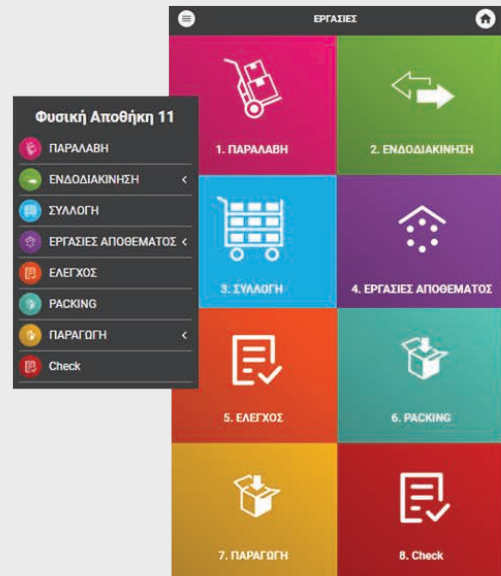 ΕΡΓΑΣΙΕΣ
Φυσική Αποθήκη 11
ΠΑΡΑΛΑΒΗ
ΕΝΔΟΔΙΑΚΙΝΗΣΗ
ΣΥΛΛΟΓΗ
ΕΡΓΑΣΙΕΣ ΑΠΟΘΕΜΑΤΟΣ
ΕΛΕΓΧΟΣ
PACKING
ΠΑΡΑΓΩΓΗ
Check
1. ΠΑΡΑΛΑΒΗ
2. ΕΝΔΟΔΙΑΚΙΝΗΣΗ
3. ΣΥΛΛΟΓΗ
4. ΕΡΓΑΣΙΕΣ ΑΠΟΘΕΜΑΤΟΣ
5. ΕΛΕΓΧΟΣ
6. PACKING
7. ΠΑΡΑΓΩΓΗ
8. Check